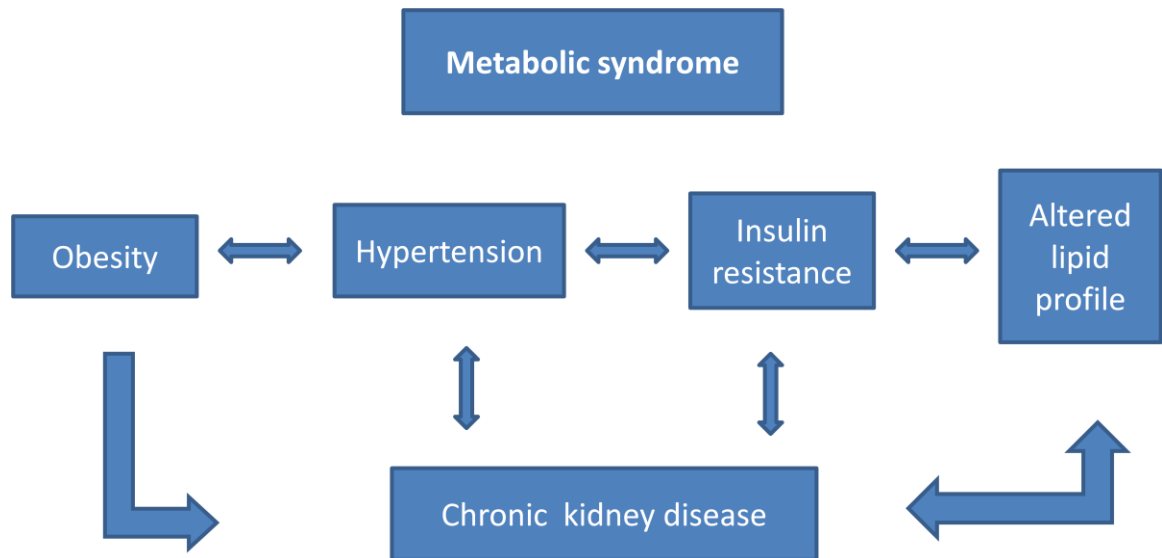 Metabolic syndrome
Obesity
Hypertension
Insulin
resistance
Altered
lipid
profile
Chronic kidney disease